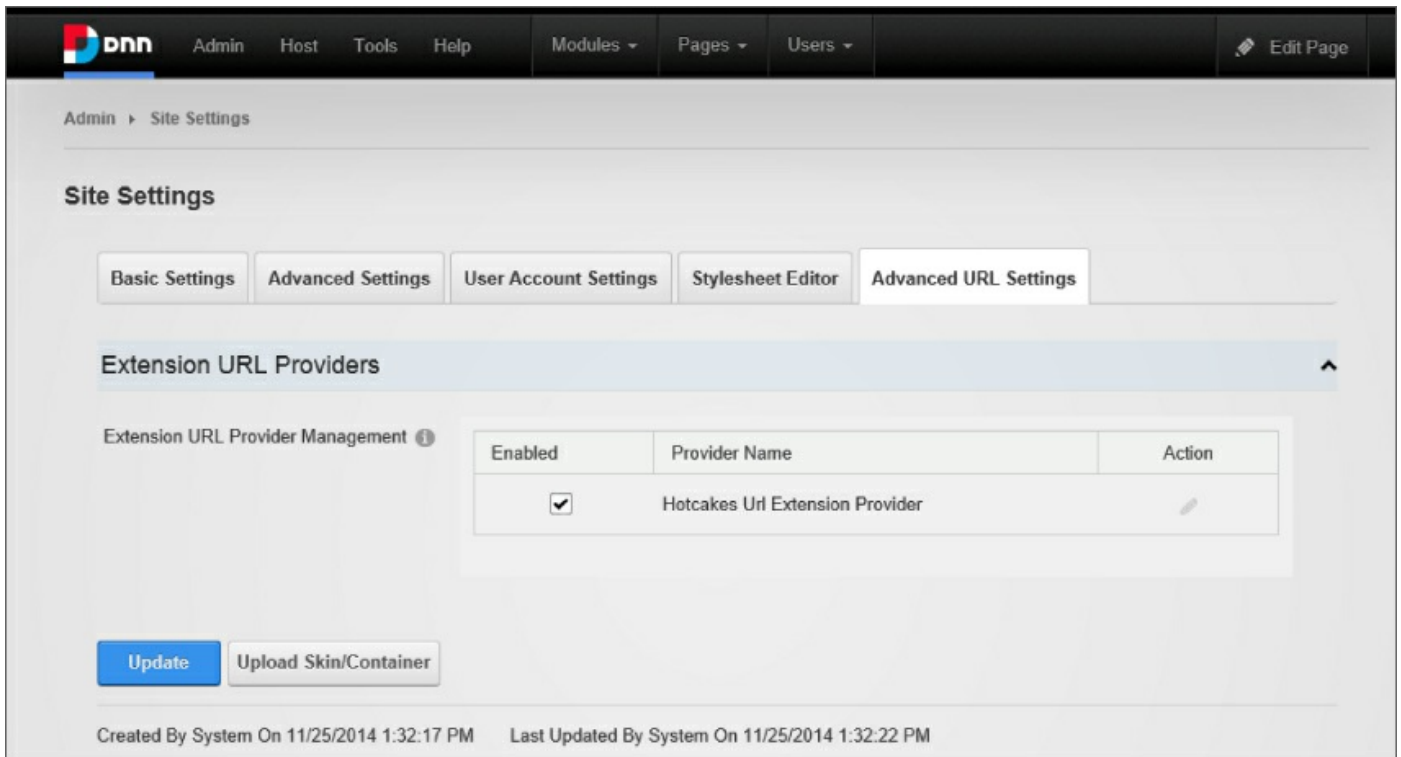 DNN Admin Host Tools Help Modules Pages Users Edit Page
Admin Site Settings
Site Settings
Basic Settings Advanced Settings User Account Settings Stylesheet Editor Advanced URL Settings
Extension URL Providers
Extension URL Provider Management
Enabled Provider Name Action
Hotcakes Url Extension Provider
Update Upload Skin/Container
Created By System On 11/25/2014 1:32:17 PM Last Updated By System On 11/25/2014 1:32:22 PM